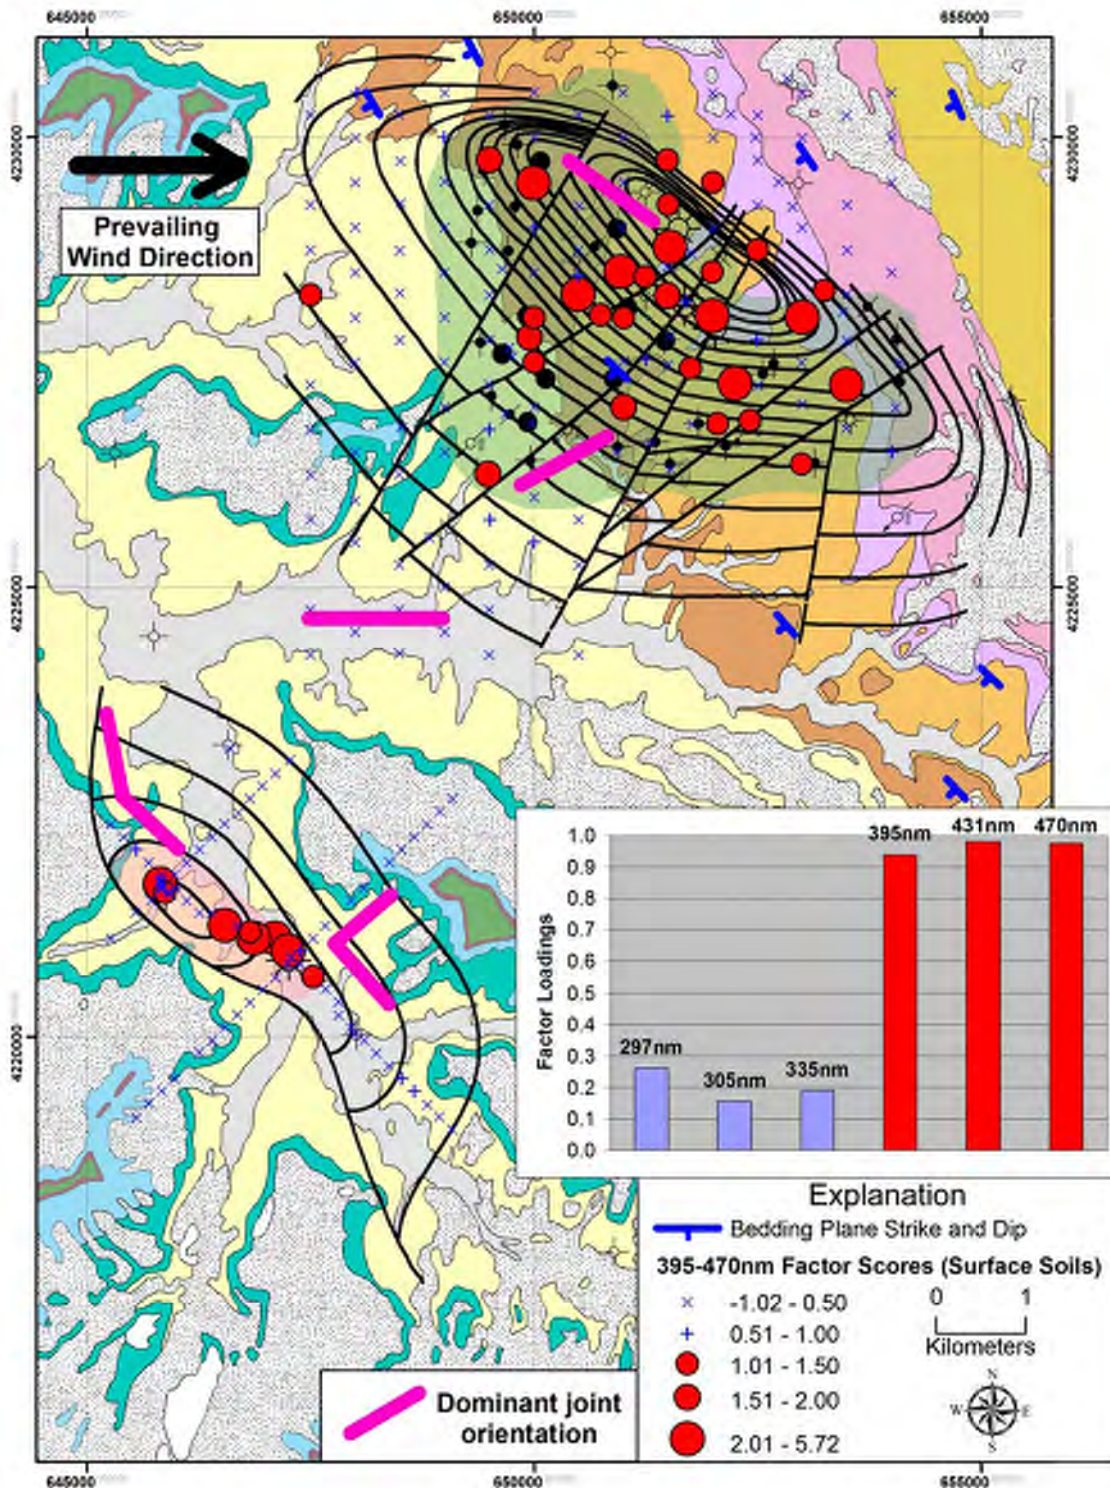 645000
650000
655000
4230000
4230000
Prevailing
Wind Direction
4225000
4225000
4220000
Factor Loadings
1.0
0.9
0.8
0.7
0.6
0.5
0.4
0.3
0.2
0.1
0.0
297nm
305nm
335nm
395nm
431nm
470nm
Explanation
Bedding Plane Strike and Dip
395-470nm Factor Scores (Surface Soils)
-1.02 - 0.50
0.51 - 1.00
1.01 - 1.50
1.51 - 2.00
2.01 - 5.72
0 1
Kilometers
N
W E
S
Dominant joint
orientation
645000
650000
655000